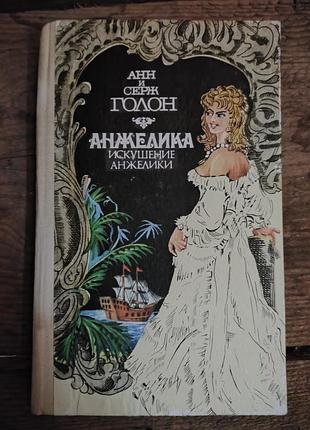 АНН
И
СЕРЖ
ГОЛОН
АНЖЕЛИКА
ИСКУШЕНИЕ
АНЖЕЛИКИ